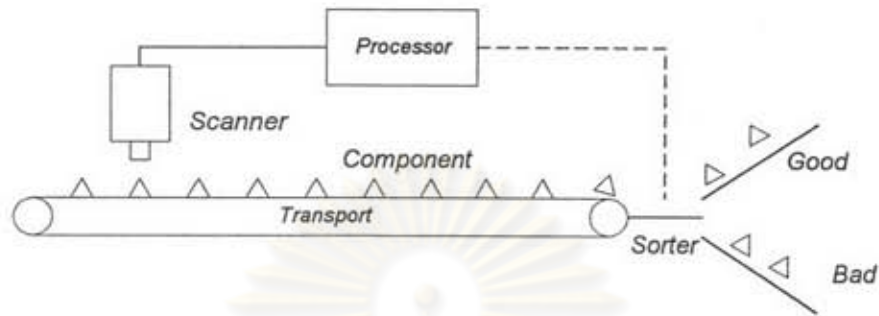 Processor
Scanner
Component
Good
Transport
Sorter
Bad